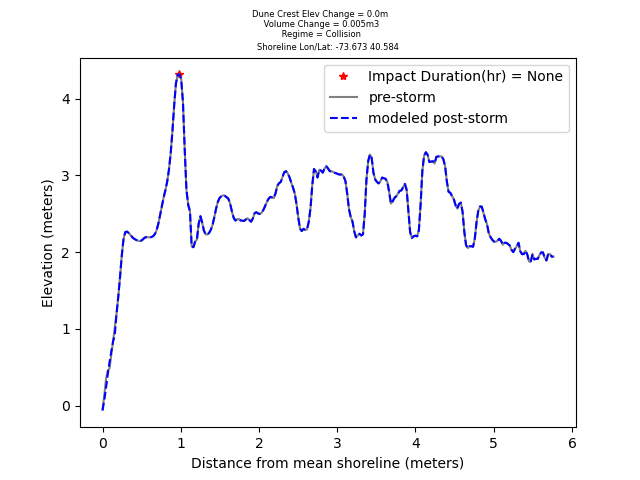 Dune Crest Elev Change = 0.0m
Volume Change = 0.005m3
Regime = Collision
Shoreline Lon/Lat: -73.673 40.584
Impact Duration(hr) = None
pre-storm
modeled post-storm
Elevation (meters)
4
3
2
1
0
0 1 2 3 4 5 6
Distance from mean shoreline (meters)